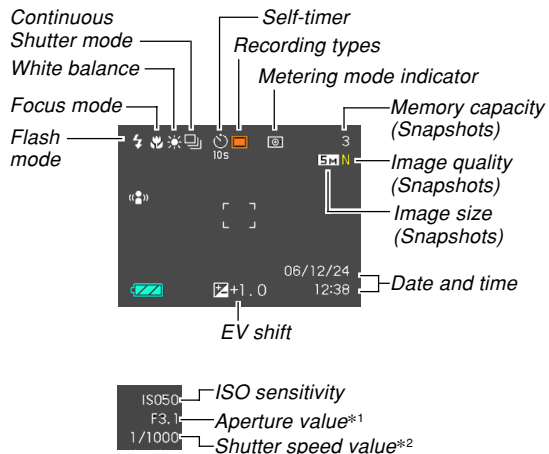 Continuous
Shutter mode
White balance
Focus mode
Flash
mode
Self-timer
Recording types
Metering mode indicator
Memory capacity
(Snapshots)
Image quality
(Snapshots)
Image size
(Snapshots)
Date and time
EV shift
10s
3
5M N
06/12/24
+1.0 12:38
ISO50 ISO sensitivity
F3.1 Aperture value*1
1/1000 Shutter speed value*2